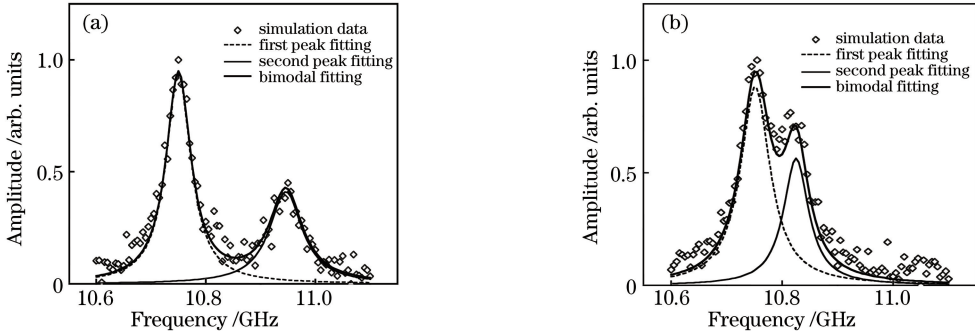 (a)
simulation data
first peak fitting
second peak fitting
bimodal fitting
Amplitude /arb. units
1.0
0.5
0
10.6
10.8
11.0
Frequency /GHz
(b)
simulation data
first peak fitting
second peak fitting
bimodal fitting
Amplitude /arb. units
1.0
0.5
0
10.6
10.8
11.0
Frequency /GHz